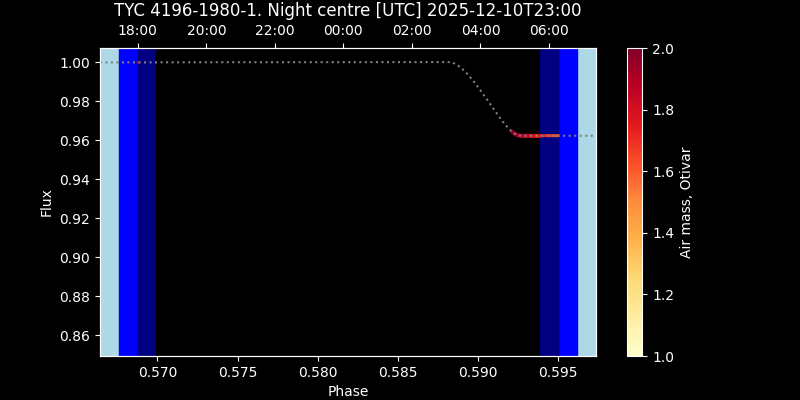 TYC 4196-1980-1. Night centre [UTC] 2025-12-10T23:00
18:00 20:00 22:00 00:00 02:00 04:00 06:00
1.00
0.98
0.96
0.94
0.92
0.90
0.88
0.86
Flux
0.570 0.575 0.580 0.585 0.590 0.595
Phase
2.0
1.8
1.6
1.4
1.2
1.0
Air mass, Otivar